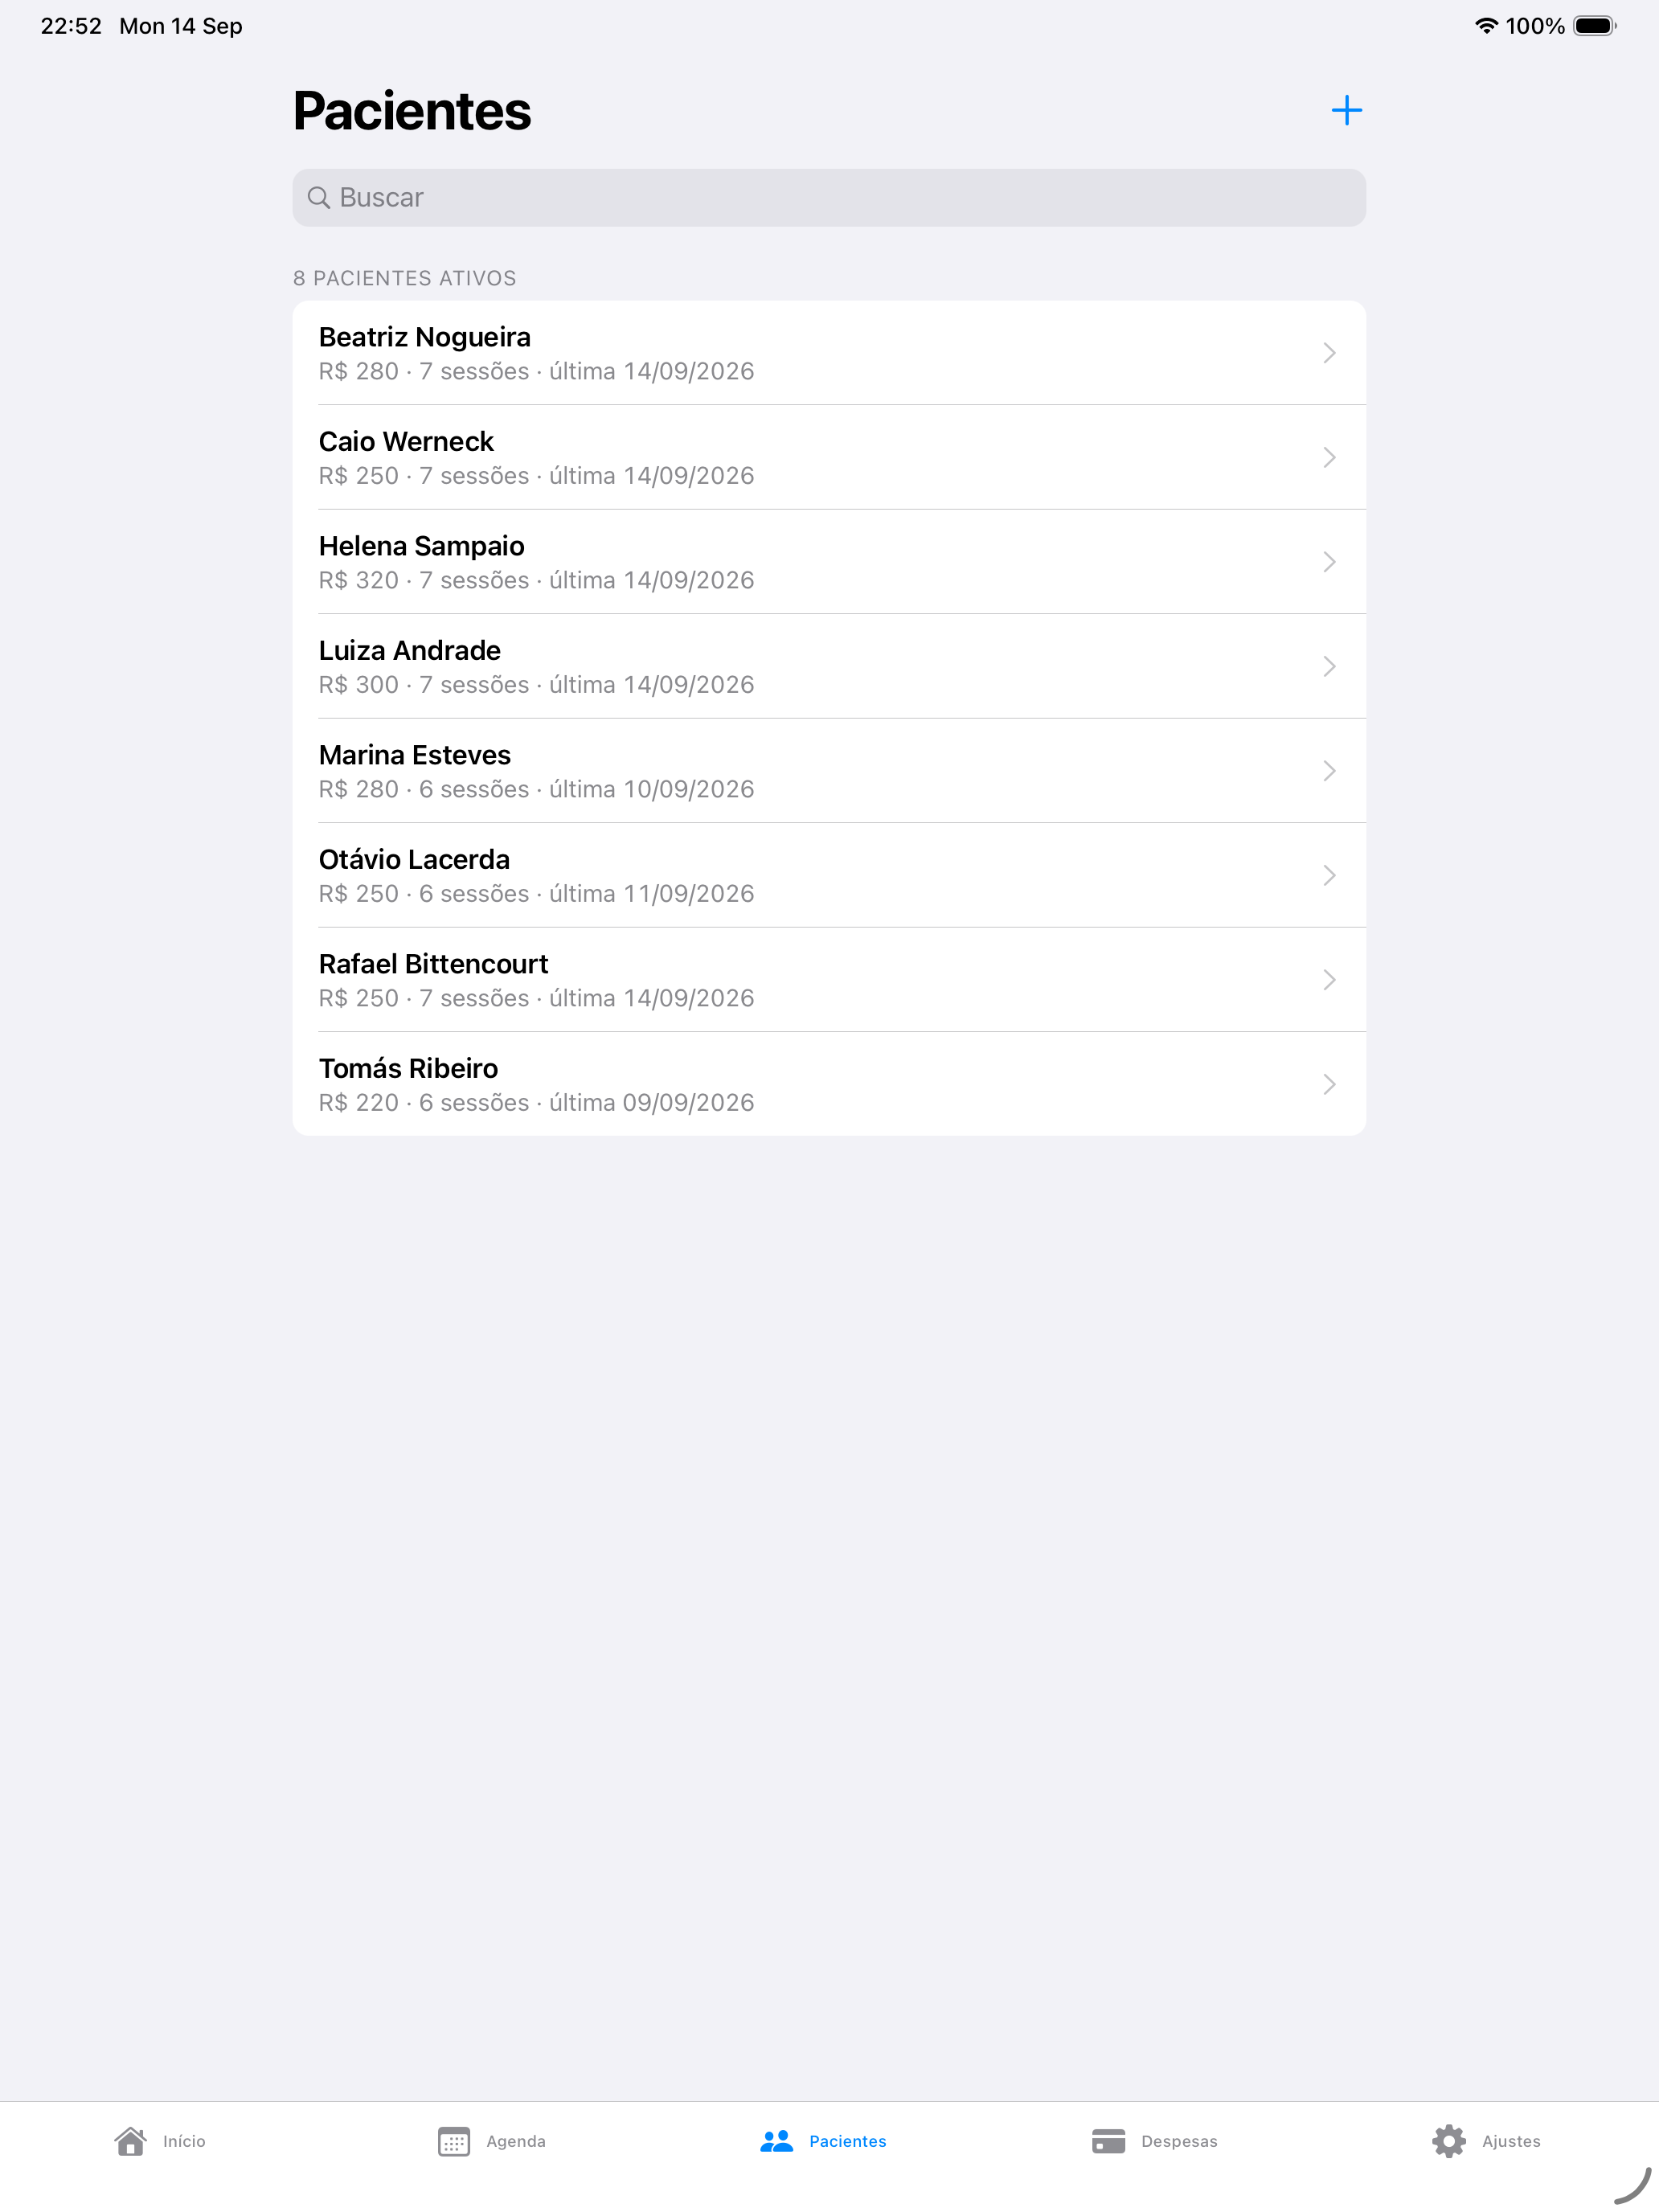 22:52 Mon 14 Sep
100%
Pacientes
Buscar
8 PACIENTES ATIVOS
Beatriz Nogueira
R$ 280 · 7 sessões · última 14/09/2026
Caio Werneck
R$ 250 · 7 sessões · última 14/09/2026
Helena Sampaio
R$ 320 · 7 sessões · última 14/09/2026
Luiza Andrade
R$ 300 · 7 sessões · última 14/09/2026
Marina Esteves
R$ 280 · 6 sessões · última 10/09/2026
Otávio Lacerda
R$ 250 · 6 sessões · última 11/09/2026
Rafael Bittencourt
R$ 250 · 7 sessões · última 14/09/2026
Tomás Ribeiro
R$ 220 · 6 sessões · última 09/09/2026
Início
Agenda
Pacientes
Despesas
Ajustes